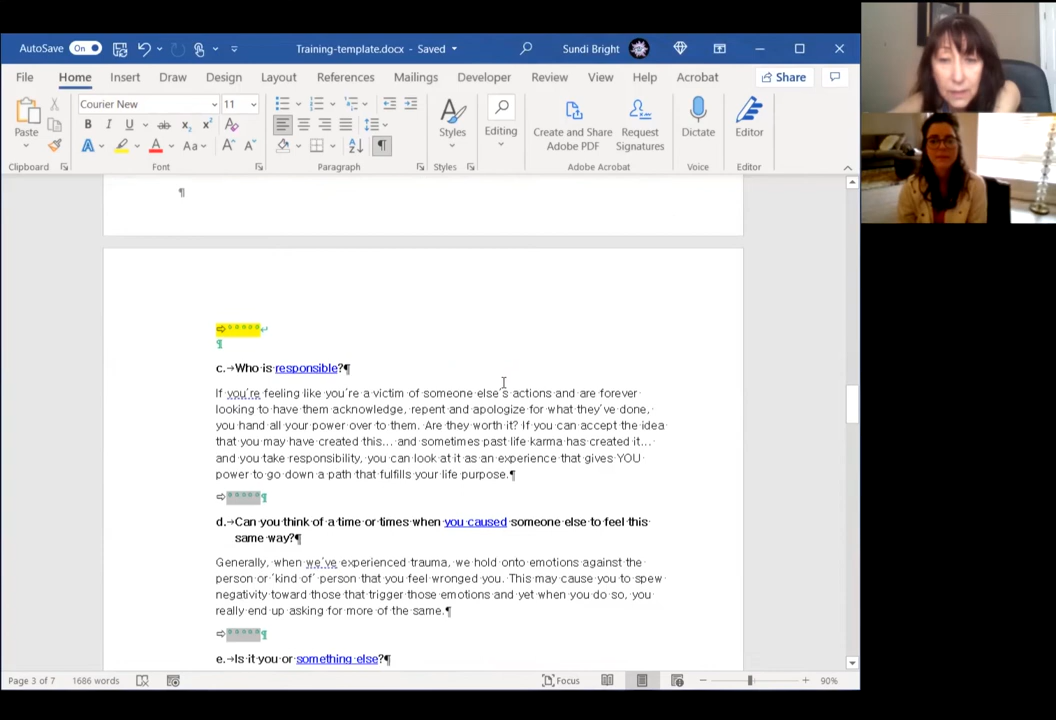 AutoSave On Training-template.docx - Saved Sundi Bright
File Home Insert Draw Design Layout References Mailings Developer Review View Help Acrobat Share
Courier New 11
Paste Styles Editing Create and Share Adobe PDF Request Signatures Dictate Editor
B I U ab x₂ x²
A A Aa A A
Clipboard Font Paragraph Styles Adobe Acrobat Voice Editor
c. Who is responsible?
If you're feeling like you're a victim of someone else's actions and are forever
looking to have them acknowledge, repent and apologize for what they've done,
you hand all your power over to them. Are they worth it? If you can accept the idea
that you may have created this... and sometimes past life karma has created it...
and you take responsibility, you can look at it as an experience that gives YOU
power to go down a path that fulfills your life purpose.
d. Can you think of a time or times when you caused someone else to feel this
same way?
Generally, when we've experienced trauma, we hold onto emotions against the
person or 'kind of' person that you feel wronged you. This may cause you to spew
negativity toward those that trigger those emotions and yet when you do so, you
really end up asking for more of the same.
e. Is it you or something else?
Page 3 of 7 1686 words Focus 90%